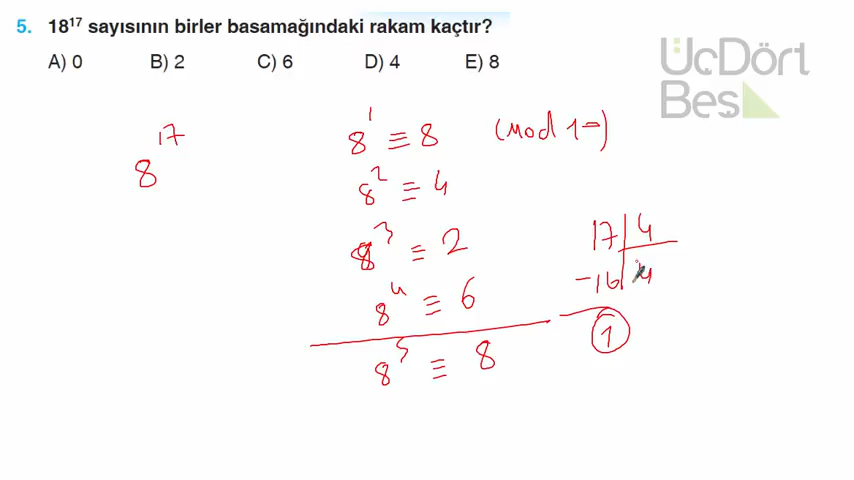 5. 18¹⁷ sayısının birler basamağındaki rakam kaçtır?
A) 0 B) 2 C) 6 D) 4 E) 8
ÜçDört
Beş
8¹⁷
8¹ ≡ 8 (mod 10)
8² ≡ 4
8³ ≡ 2
8⁴ ≡ 6
8⁵ ≡ 8
17 | 4
-16 | 4
1